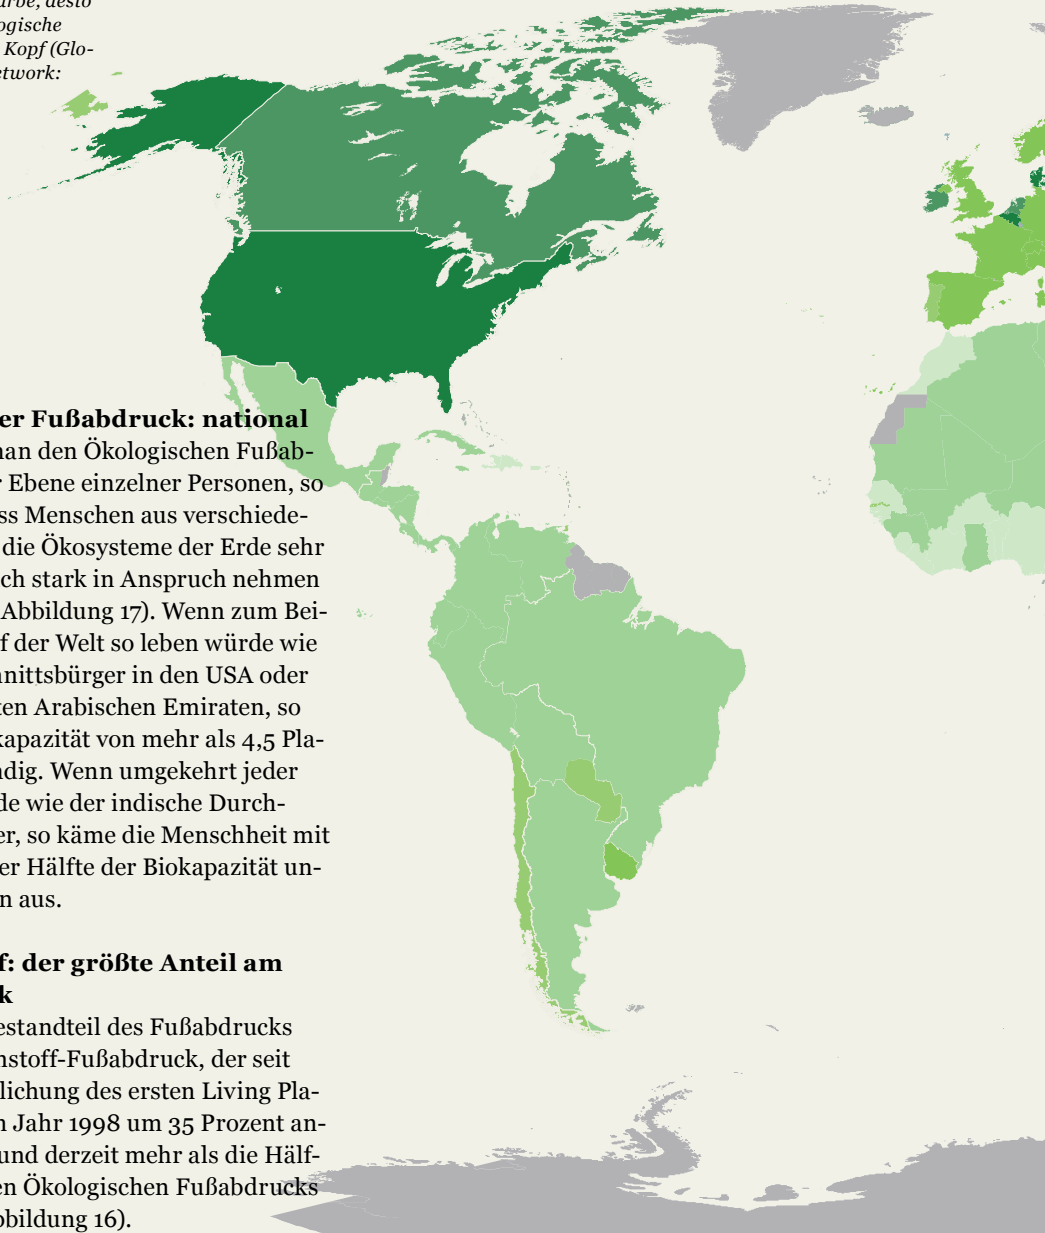 arbe, desto
ogische
Kopf (Glo-
etwork:
er Fußabdruck: national
an den Ökologischen Fußab-
r Ebene einzelner Personen, so
ss Menschen aus verschiede-
die Ökosysteme der Erde sehr
ch stark in Anspruch nehmen
Abbildung 17). Wenn zum Bei-
f der Welt so leben würde wie
nittsbürger in den USA oder
en Arabischen Emiraten, so
kapazität von mehr als 4,5 Pla-
ndig. Wenn umgekehrt jeder
de wie der indische Durch-
er, so käme die Menschheit mit
er Hälfte der Biokapazität un-
n aus.
f: der größte Anteil am
k
estandteil des Fußabdrucks
nstoff-Fußabdruck, der seit
lichung des ersten Living Pla-
n Jahr 1998 um 35 Prozent an-
und derzeit mehr als die Hälf-
en Ökologischen Fußabdrucks
bbildung 16).